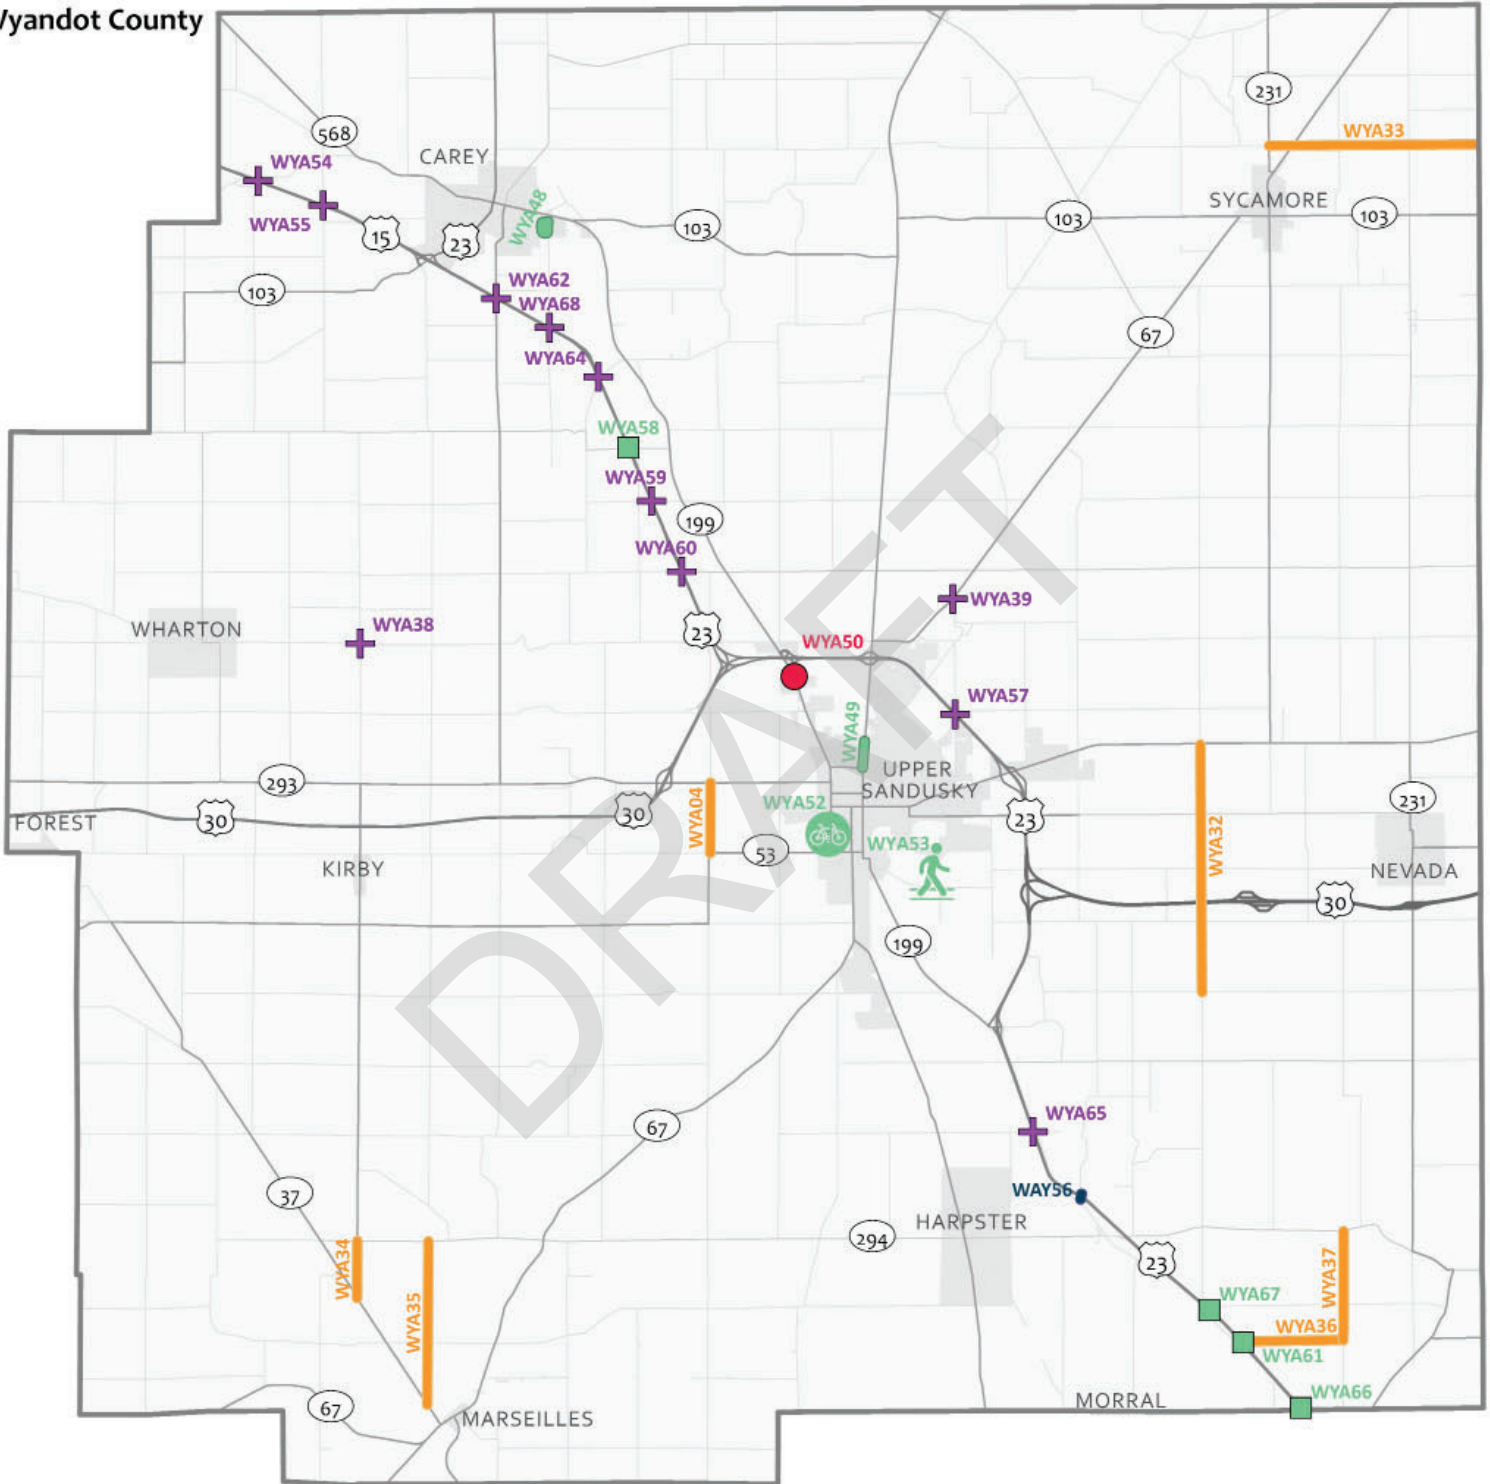 Wyandot County
231
WYA33
568
CAREY
WYA54
SYCAMORE
WYA48
103
103
103
WYA55
15
23
WYA62
103
WYA68
67
WYA64
WYA58
WYA59
199
WYA60
WYA39
WHARTON
WYA38
23
WYA50
WYA57
WYA49
UPPER
SANDUSKY
293
WYA04
WYA52
30
30
FOREST
23
231
WYA32
53
WYA53
KIRBY
NEVADA
30
199
DRAFT
WYA65
67
37
WAY56
HARPSTER
294
WYA34
WYA35
23
WYA37
WYA67
WYA36
WYA61
WYA66
MORRAL
67
MARSEILLES